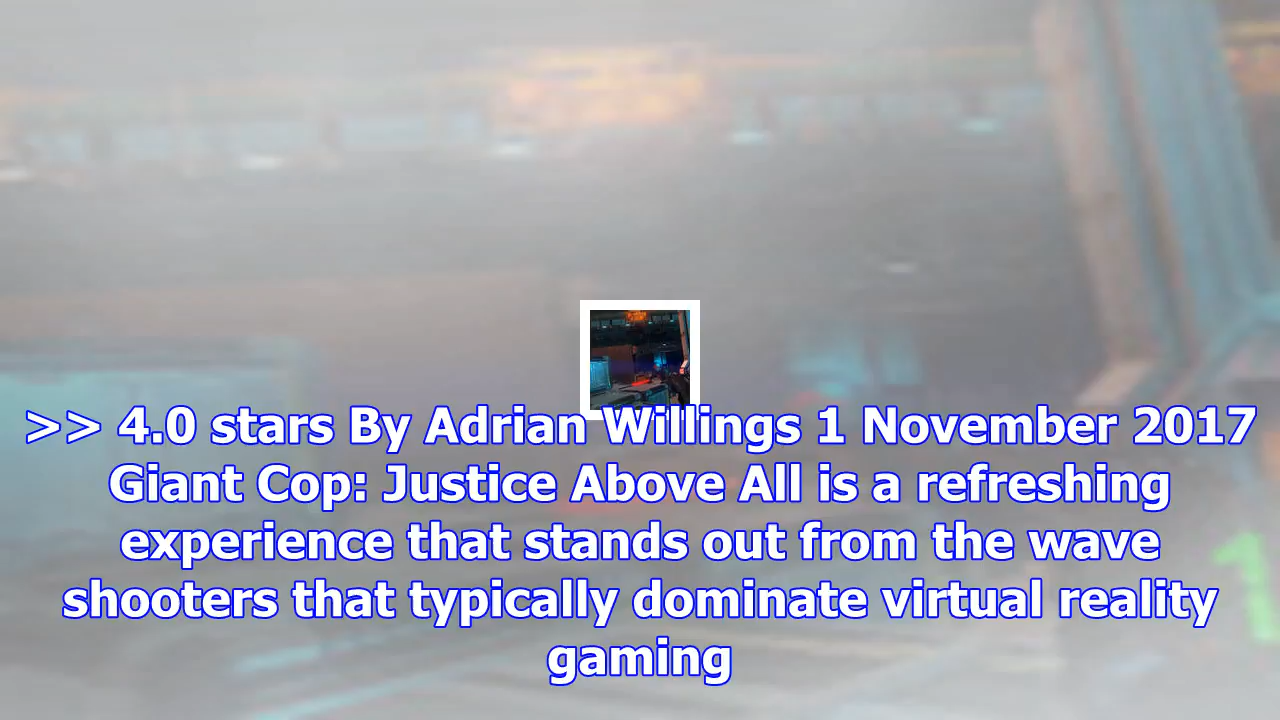 >> 4.0 stars By Adrian Willings 1 November 2017
Giant Cop: Justice Above All is a refreshing
experience that stands out from the wave
shooters that typically dominate virtual reality
gaming
1